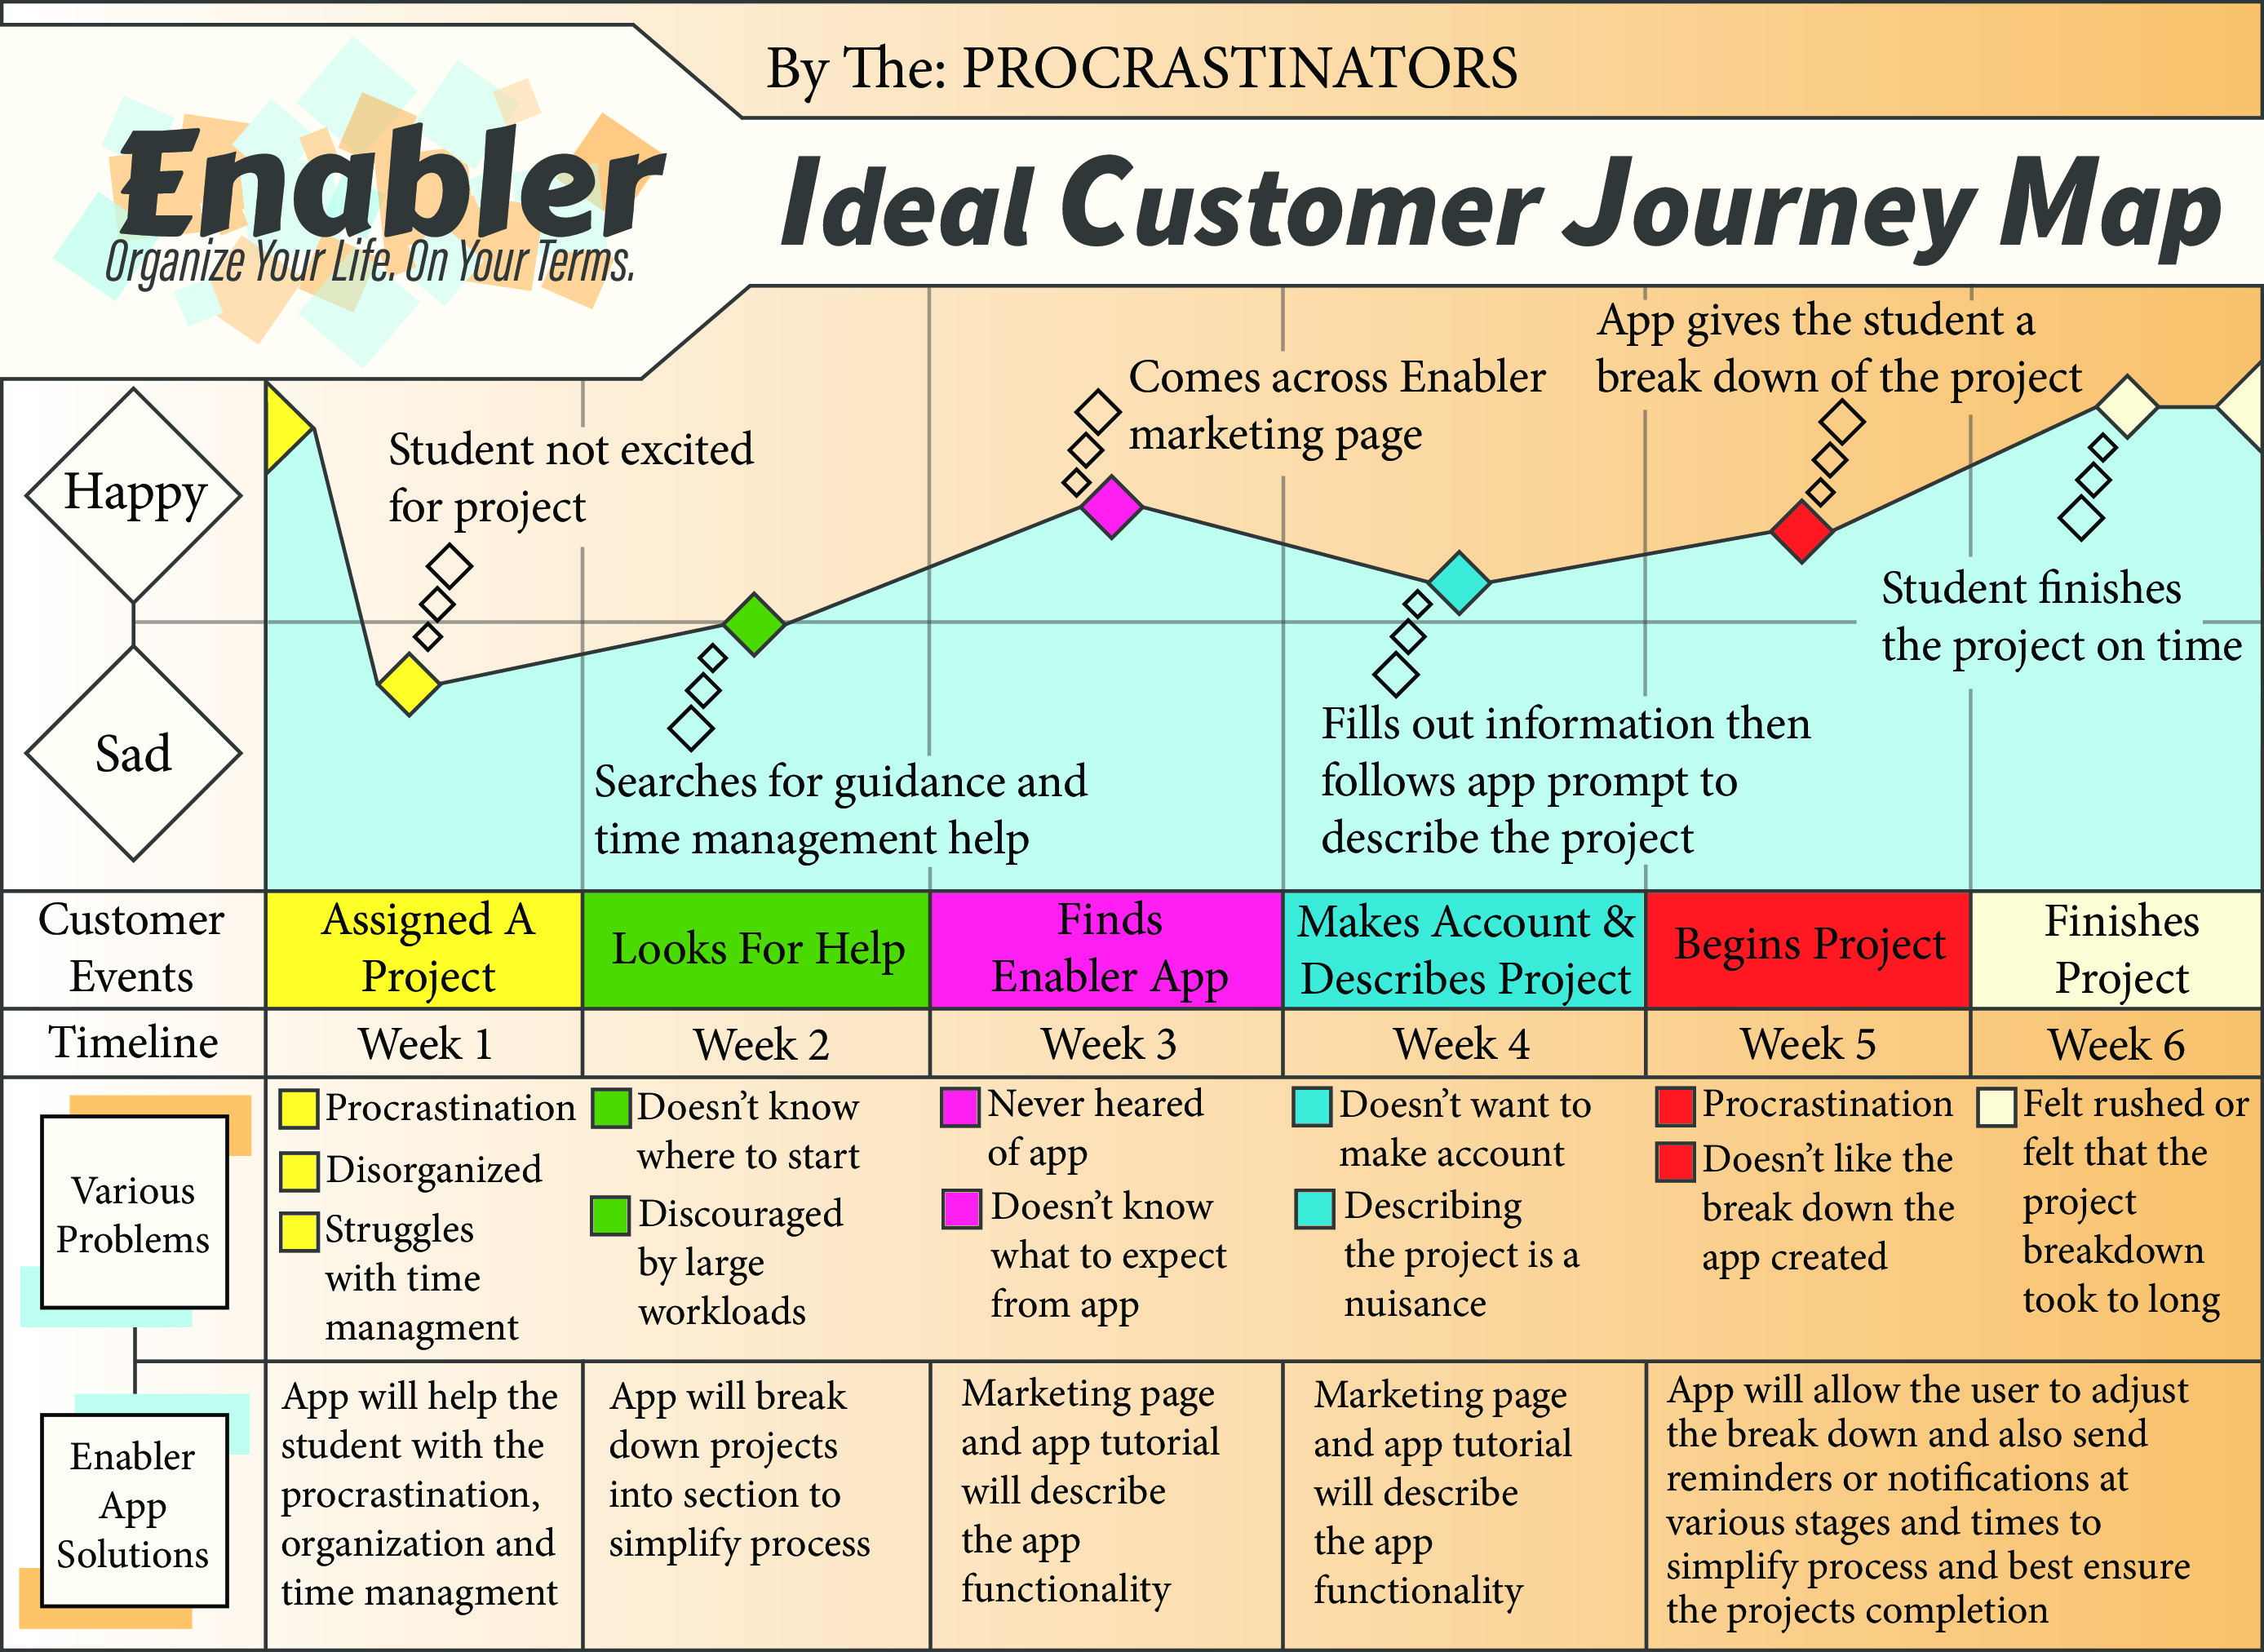 By The: PROCRASTINATORS
Enabler
Organize Your Life. On Your Terms.
Ideal Customer Journey Map
Happy
Sad
Student not excited
for project
Searches for guidance and
time management help
Comes across Enabler
marketing page
Fills out information then
follows app prompt to
describe the project
App gives the student a
break down of the project
Student finishes
the project on time
Customer
Events
Assigned A
Project
Looks For Help
Finds
Enabler App
Makes Account &
Describes Project
Begins Project
Finishes
Project
Timeline
Week 1
Week 2
Week 3
Week 4
Week 5
Week 6
Various
Problems
Procrastination
Disorganized
Struggles
with time
managment
Doesn't know
where to start
Discouraged
by large
workloads
Never heared
of app
Doesn't know
what to expect
from app
Doesn't want to
make account
Describing
the project is a
nuisance
Procrastination
Doesn't like the
break down the
app created
Felt rushed or
felt that the
project
breakdown
took to long
Enabler
App
Solutions
App will help the
student with the
procrastination,
organization and
time managment
App will break
down projects
into section to
simplify process
Marketing page
and app tutorial
will describe
the app
functionality
Marketing page
and app tutorial
will describe
the app
functionality
App will allow the user to adjust
the break down and also send
reminders or notifications at
various stages and times to
simplify process and best ensure
the projects completion